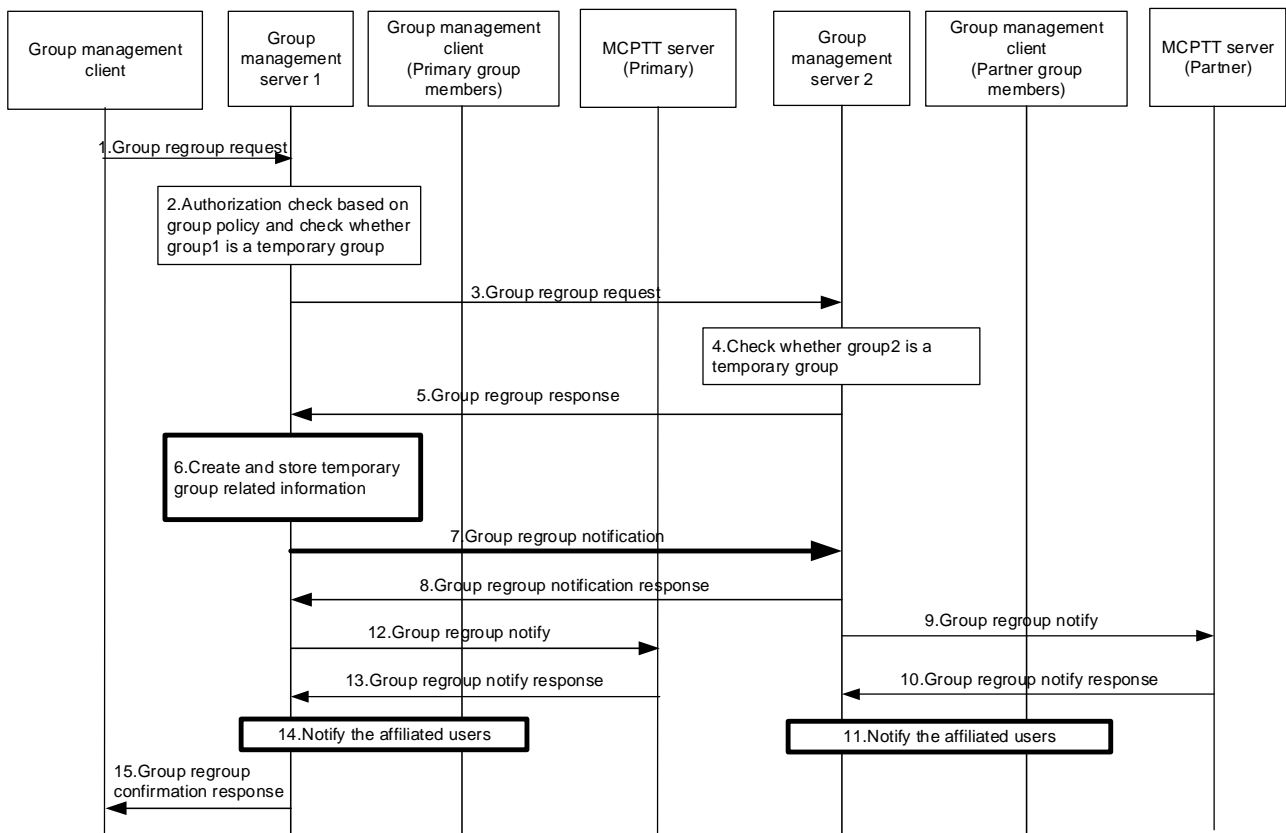 Group management
client
Group
management
server 1
Group management
client
(Primary group
members)
MCPTT server
(Primary)
Group
management
server 2
Group management
client
(Partner group
members)
MCPTT server
(Partner)
1.Group regroup request
2.Authorization check based on
group policy and check whether
group1 is a temporary group
3.Group regroup request
4.Check whether group2 is a
temporary group
5.Group regroup response
6.Create and store temporary
group related information
7.Group regroup notification
8.Group regroup notification response
12.Group regroup notify
9.Group regroup notify
13.Group regroup notify response
10.Group regroup notify response
14.Notify the affiliated users
11.Notify the affiliated users
15.Group regroup
confirmation response